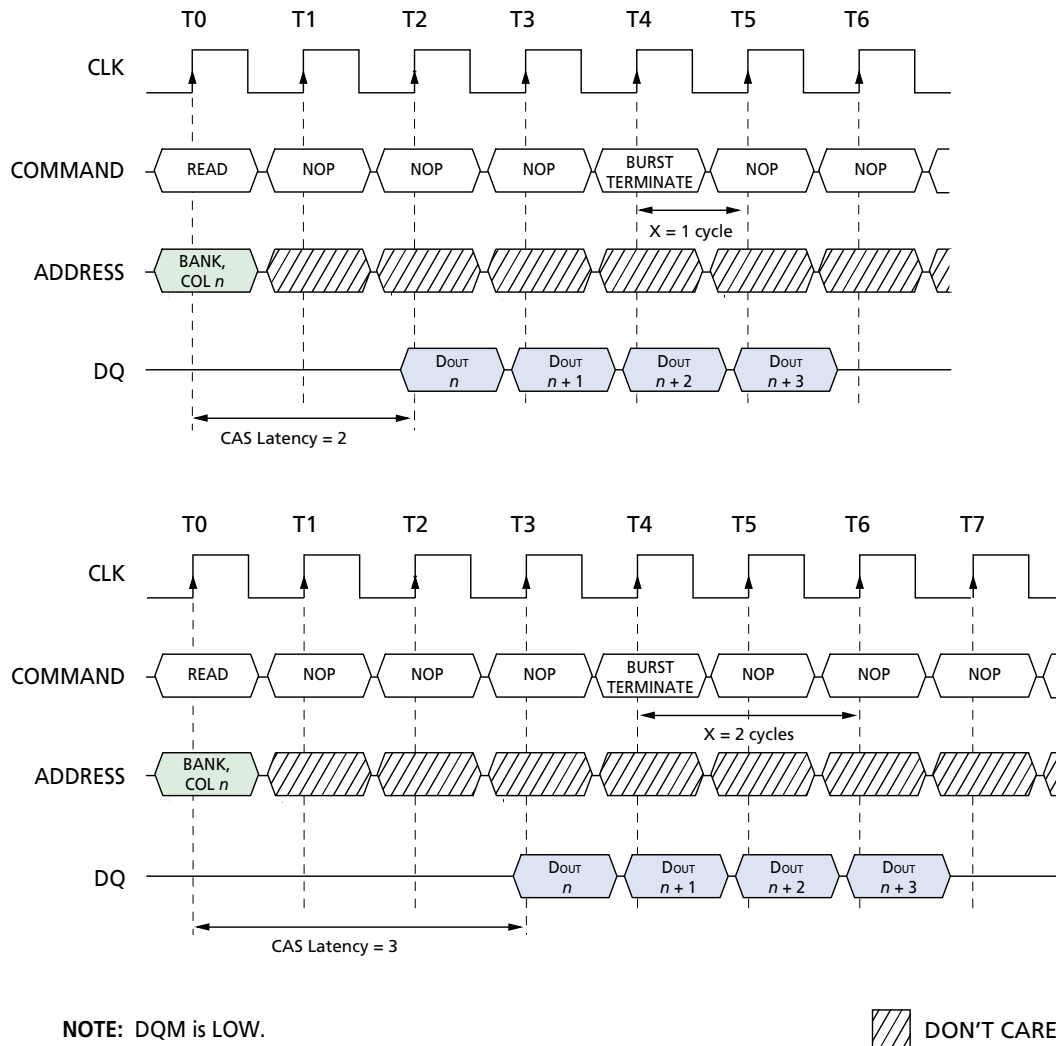 T0 T1 T2 T3 T4 T5 T6
CLK
COMMAND READ NOP NOP NOP BURST TERMINATE NOP NOP
X = 1 cycle
ADDRESS BANK, COL n
DQ DOUT n DOUT n + 1 DOUT n + 2 DOUT n + 3
CAS Latency = 2
T0 T1 T2 T3 T4 T5 T6 T7
CLK
COMMAND READ NOP NOP NOP BURST TERMINATE NOP NOP NOP
X = 2 cycles
ADDRESS BANK, COL n
DQ DOUT n DOUT n + 1 DOUT n + 2 DOUT n + 3
CAS Latency = 3
NOTE: DQM is LOW.
DON'T CARE